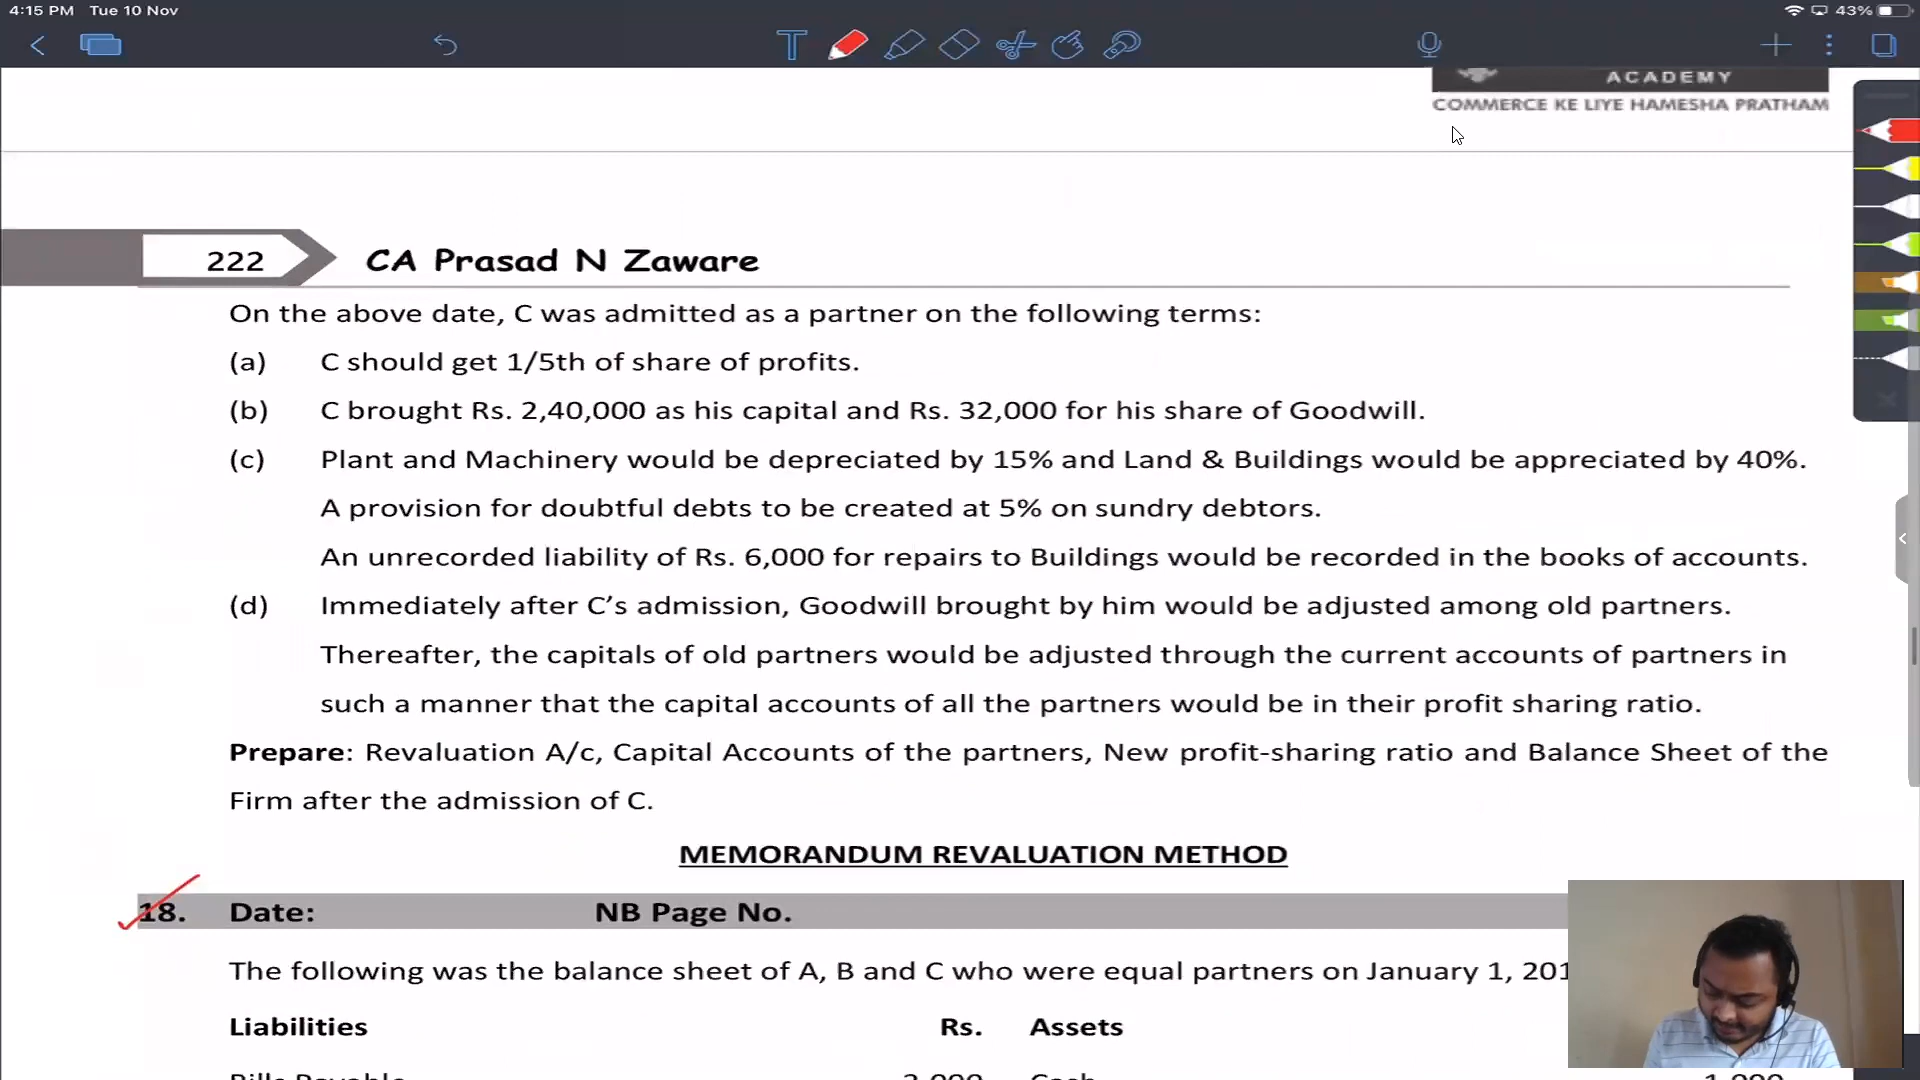 4:15 PM Tue 10 Nov
43%
ACADEMY
COMMERCE KE LIYE HAMESHA PRATHAM
222 CA Prasad N Zaware
On the above date, C was admitted as a partner on the following terms:
(a) C should get 1/5th of share of profits.
(b) C brought Rs. 2,40,000 as his capital and Rs. 32,000 for his share of Goodwill.
(c) Plant and Machinery would be depreciated by 15% and Land & Buildings would be appreciated by 40%.
A provision for doubtful debts to be created at 5% on sundry debtors.
An unrecorded liability of Rs. 6,000 for repairs to Buildings would be recorded in the books of accounts.
(d) Immediately after C’s admission, Goodwill brought by him would be adjusted among old partners.
Thereafter, the capitals of old partners would be adjusted through the current accounts of partners in
such a manner that the capital accounts of all the partners would be in their profit sharing ratio.
Prepare: Revaluation A/c, Capital Accounts of the partners, New profit-sharing ratio and Balance Sheet of the
Firm after the admission of C.
MEMORANDUM REVALUATION METHOD
18. Date: NB Page No.
The following was the balance sheet of A, B and C who were equal partners on January 1, 201
Liabilities Rs. Assets
Bills Payable Cash